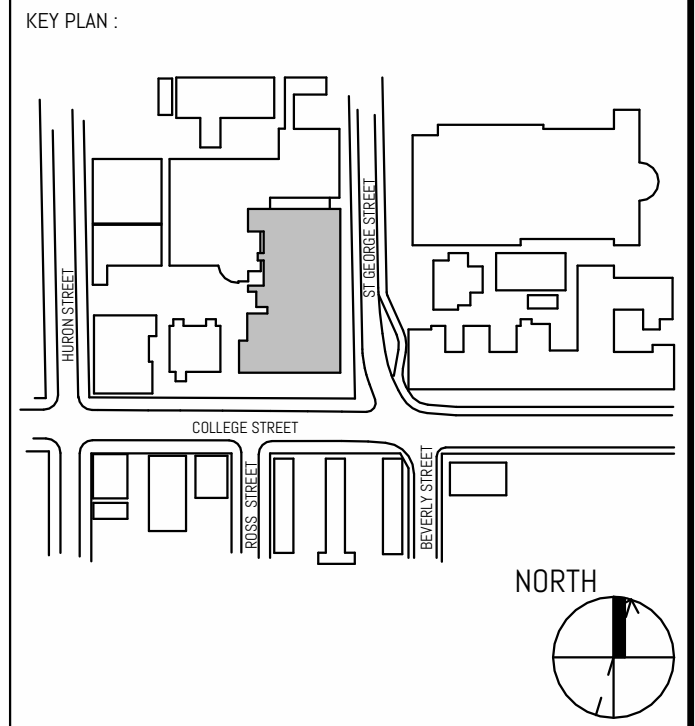 KEY PLAN :
HURON STREET
ST GEORGE STREET
COLLEGE STREET
ROSS STREET
BEVERLY STREET
NORTH